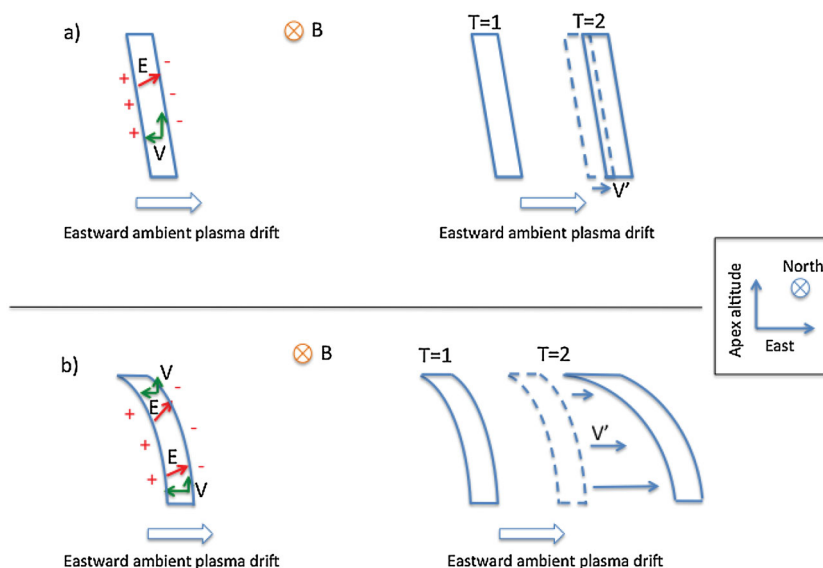 a)
B
T=1
T=2
+
-
E
+
-
+
-
V
V'
Eastward ambient plasma drift
Eastward ambient plasma drift
North
Apex altitude
East
b)
B
V
T=1
T=2
-
+
E
-
+
V'
E
-
+
V
Eastward ambient plasma drift
Eastward ambient plasma drift